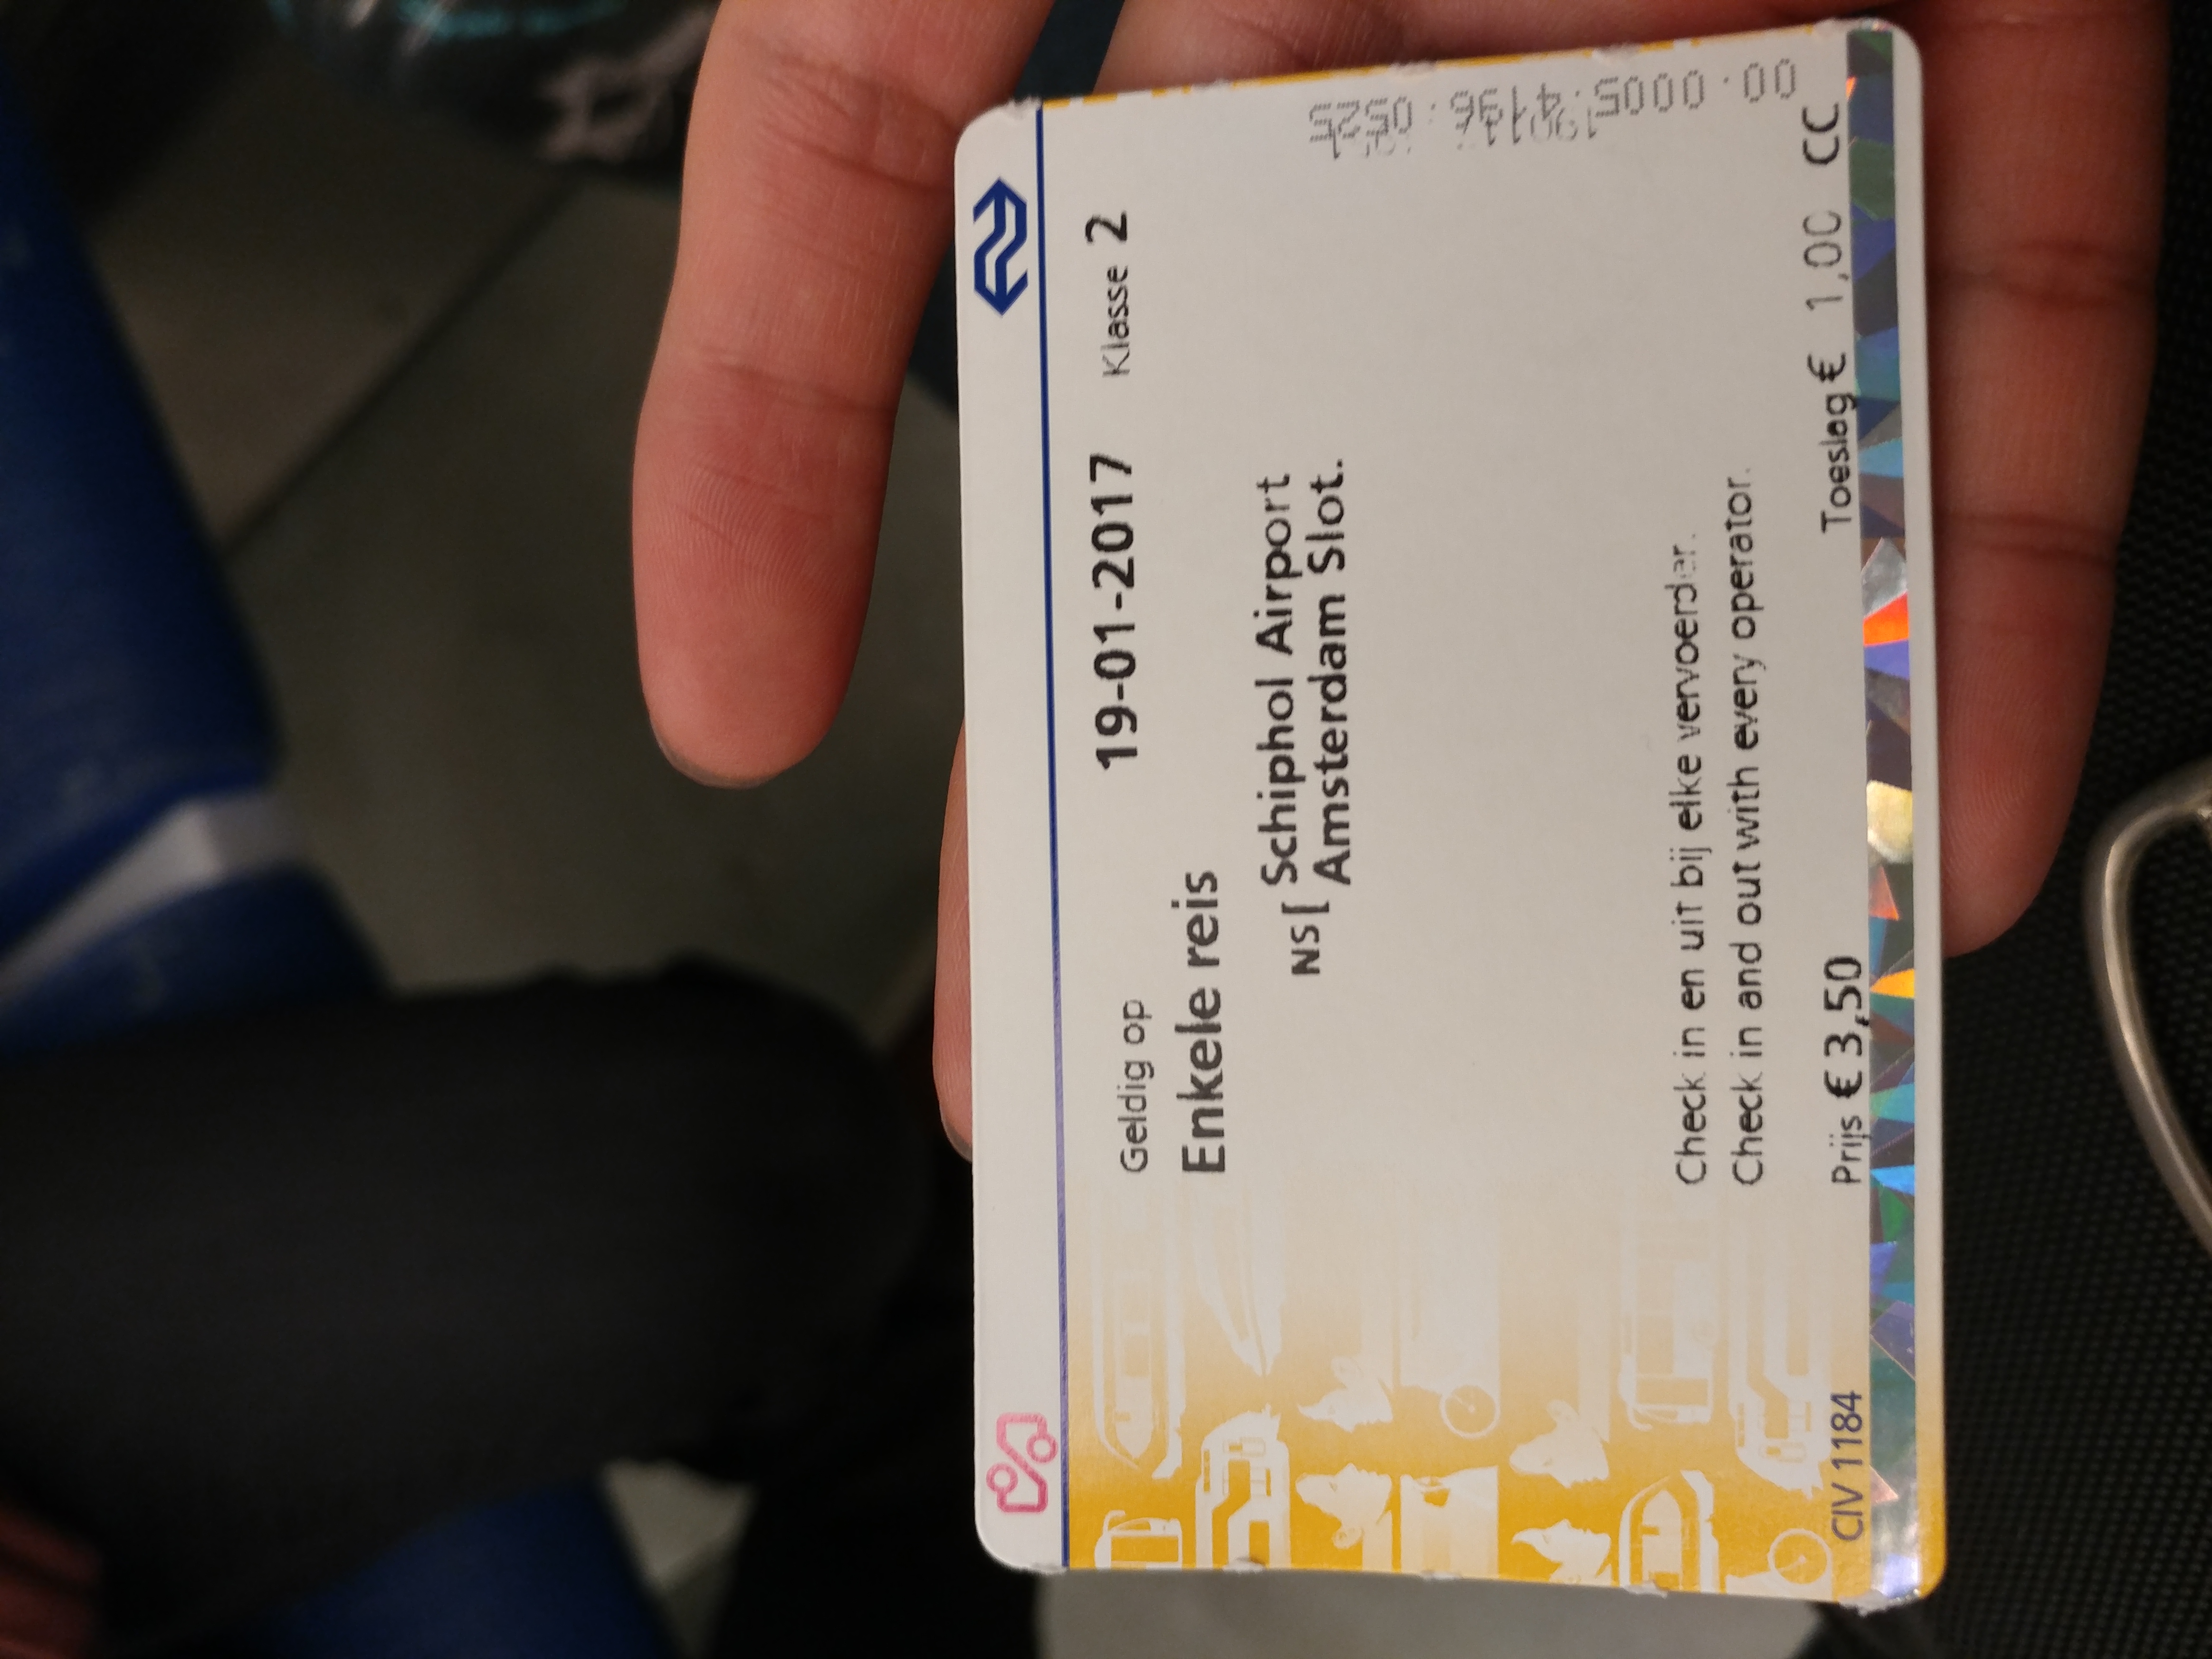 Geldig op 19-01-2017 Klasse 2
Enkele reis
NS[ Schiphol Airport
Amsterdam Slot.
Check in en uit bij elke vervoerder.
Check in and out with every operator.
CIV 1184 Prijs € 3,50 Toeslag € 1,00 CC